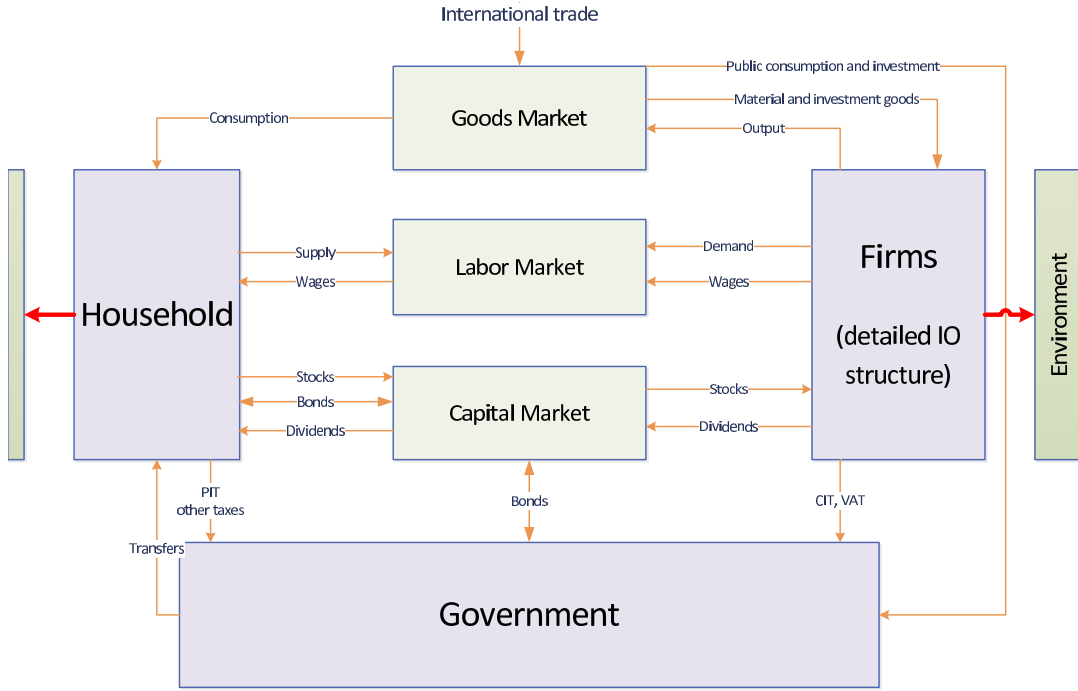 International trade
Public consumption and investment
Material and investment goods
Goods Market
Consumption
Output
Supply
Demand
Labor Market
Wages
Wages
Firms
(detailed IO
structure)
Household
Environment
Stocks
Stocks
Bonds
Capital Market
Dividends
Dividends
PIT
other taxes
Bonds
CIT, VAT
Transfers
Government